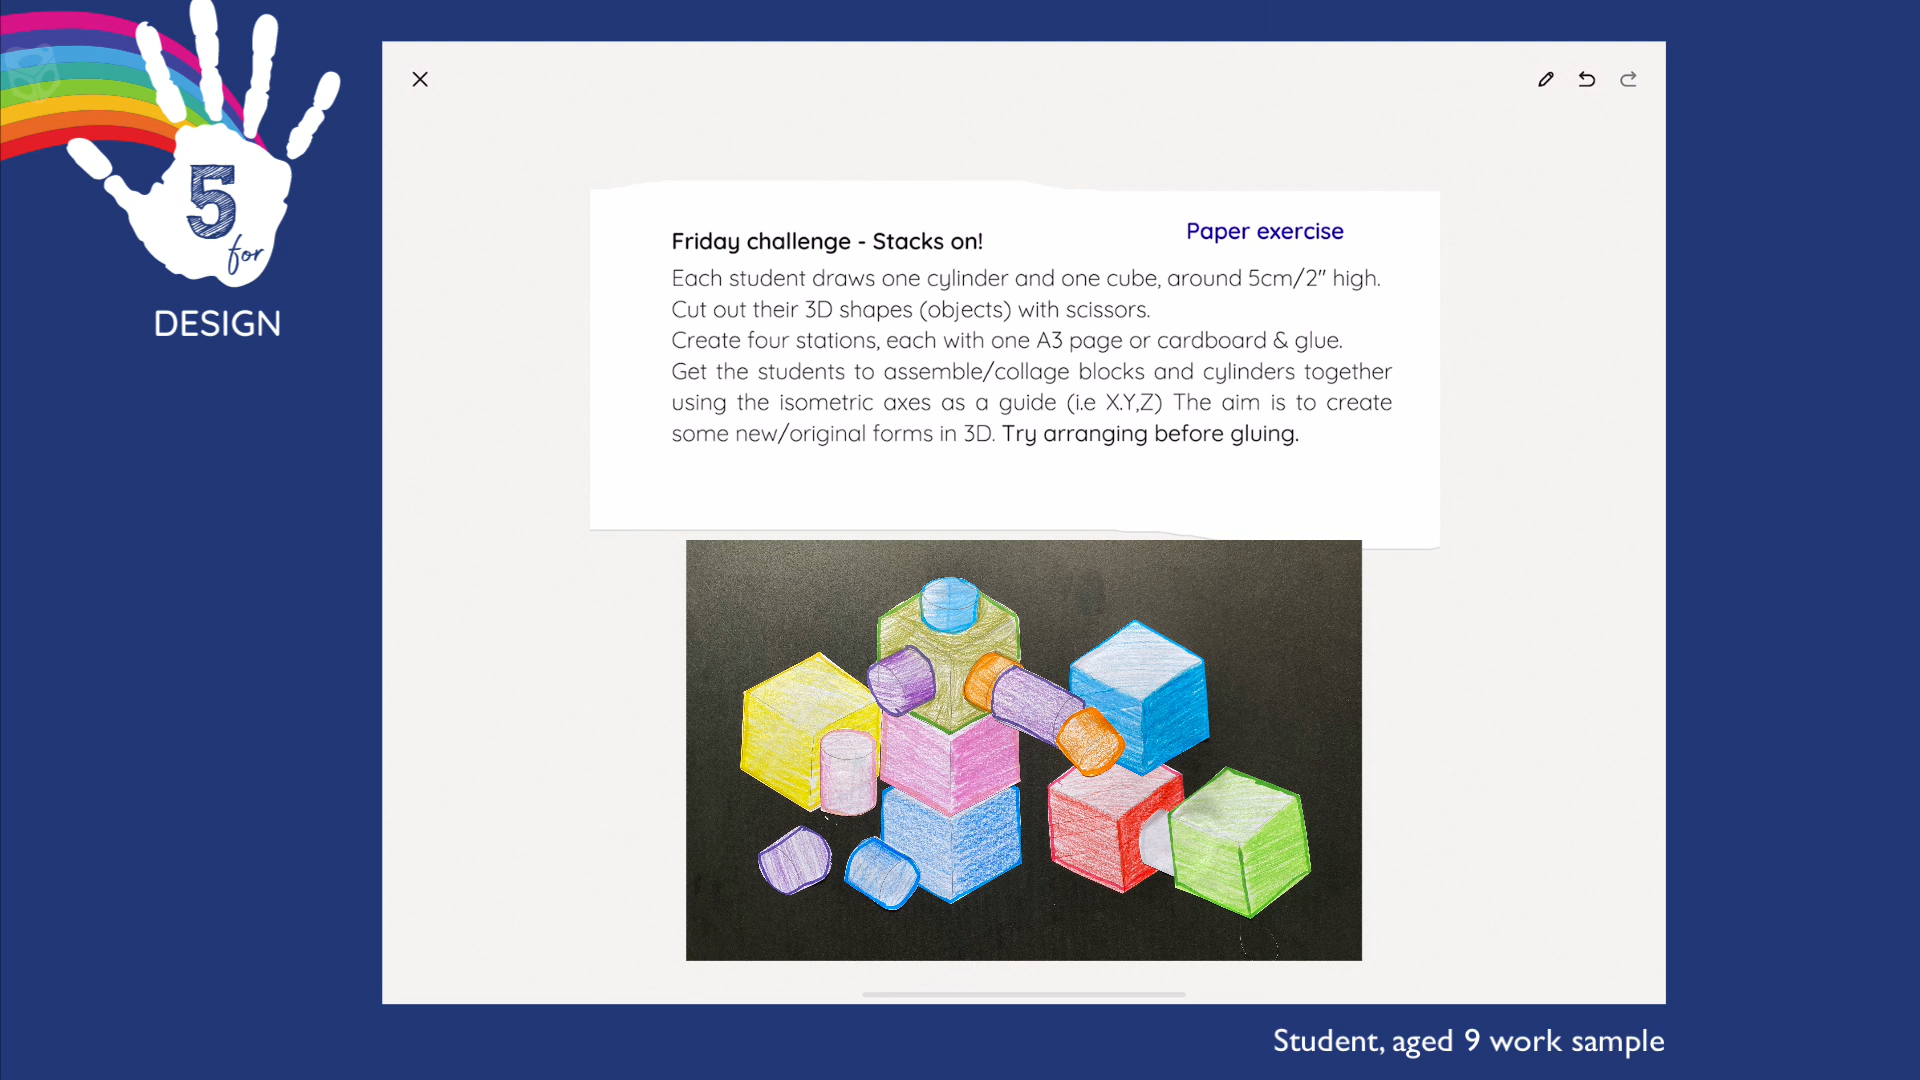 5
for
DESIGN
Friday challenge - Stacks on!
Paper exercise
Each student draws one cylinder and one cube, around 5cm/2" high.
Cut out their 3D shapes (objects) with scissors.
Create four stations, each with one A3 page or cardboard & glue.
Get the students to assemble/collage blocks and cylinders together
using the isometric axes as a guide (i.e X.Y,Z) The aim is to create
some new/original forms in 3D. Try arranging before gluing.
Student, aged 9 work sample